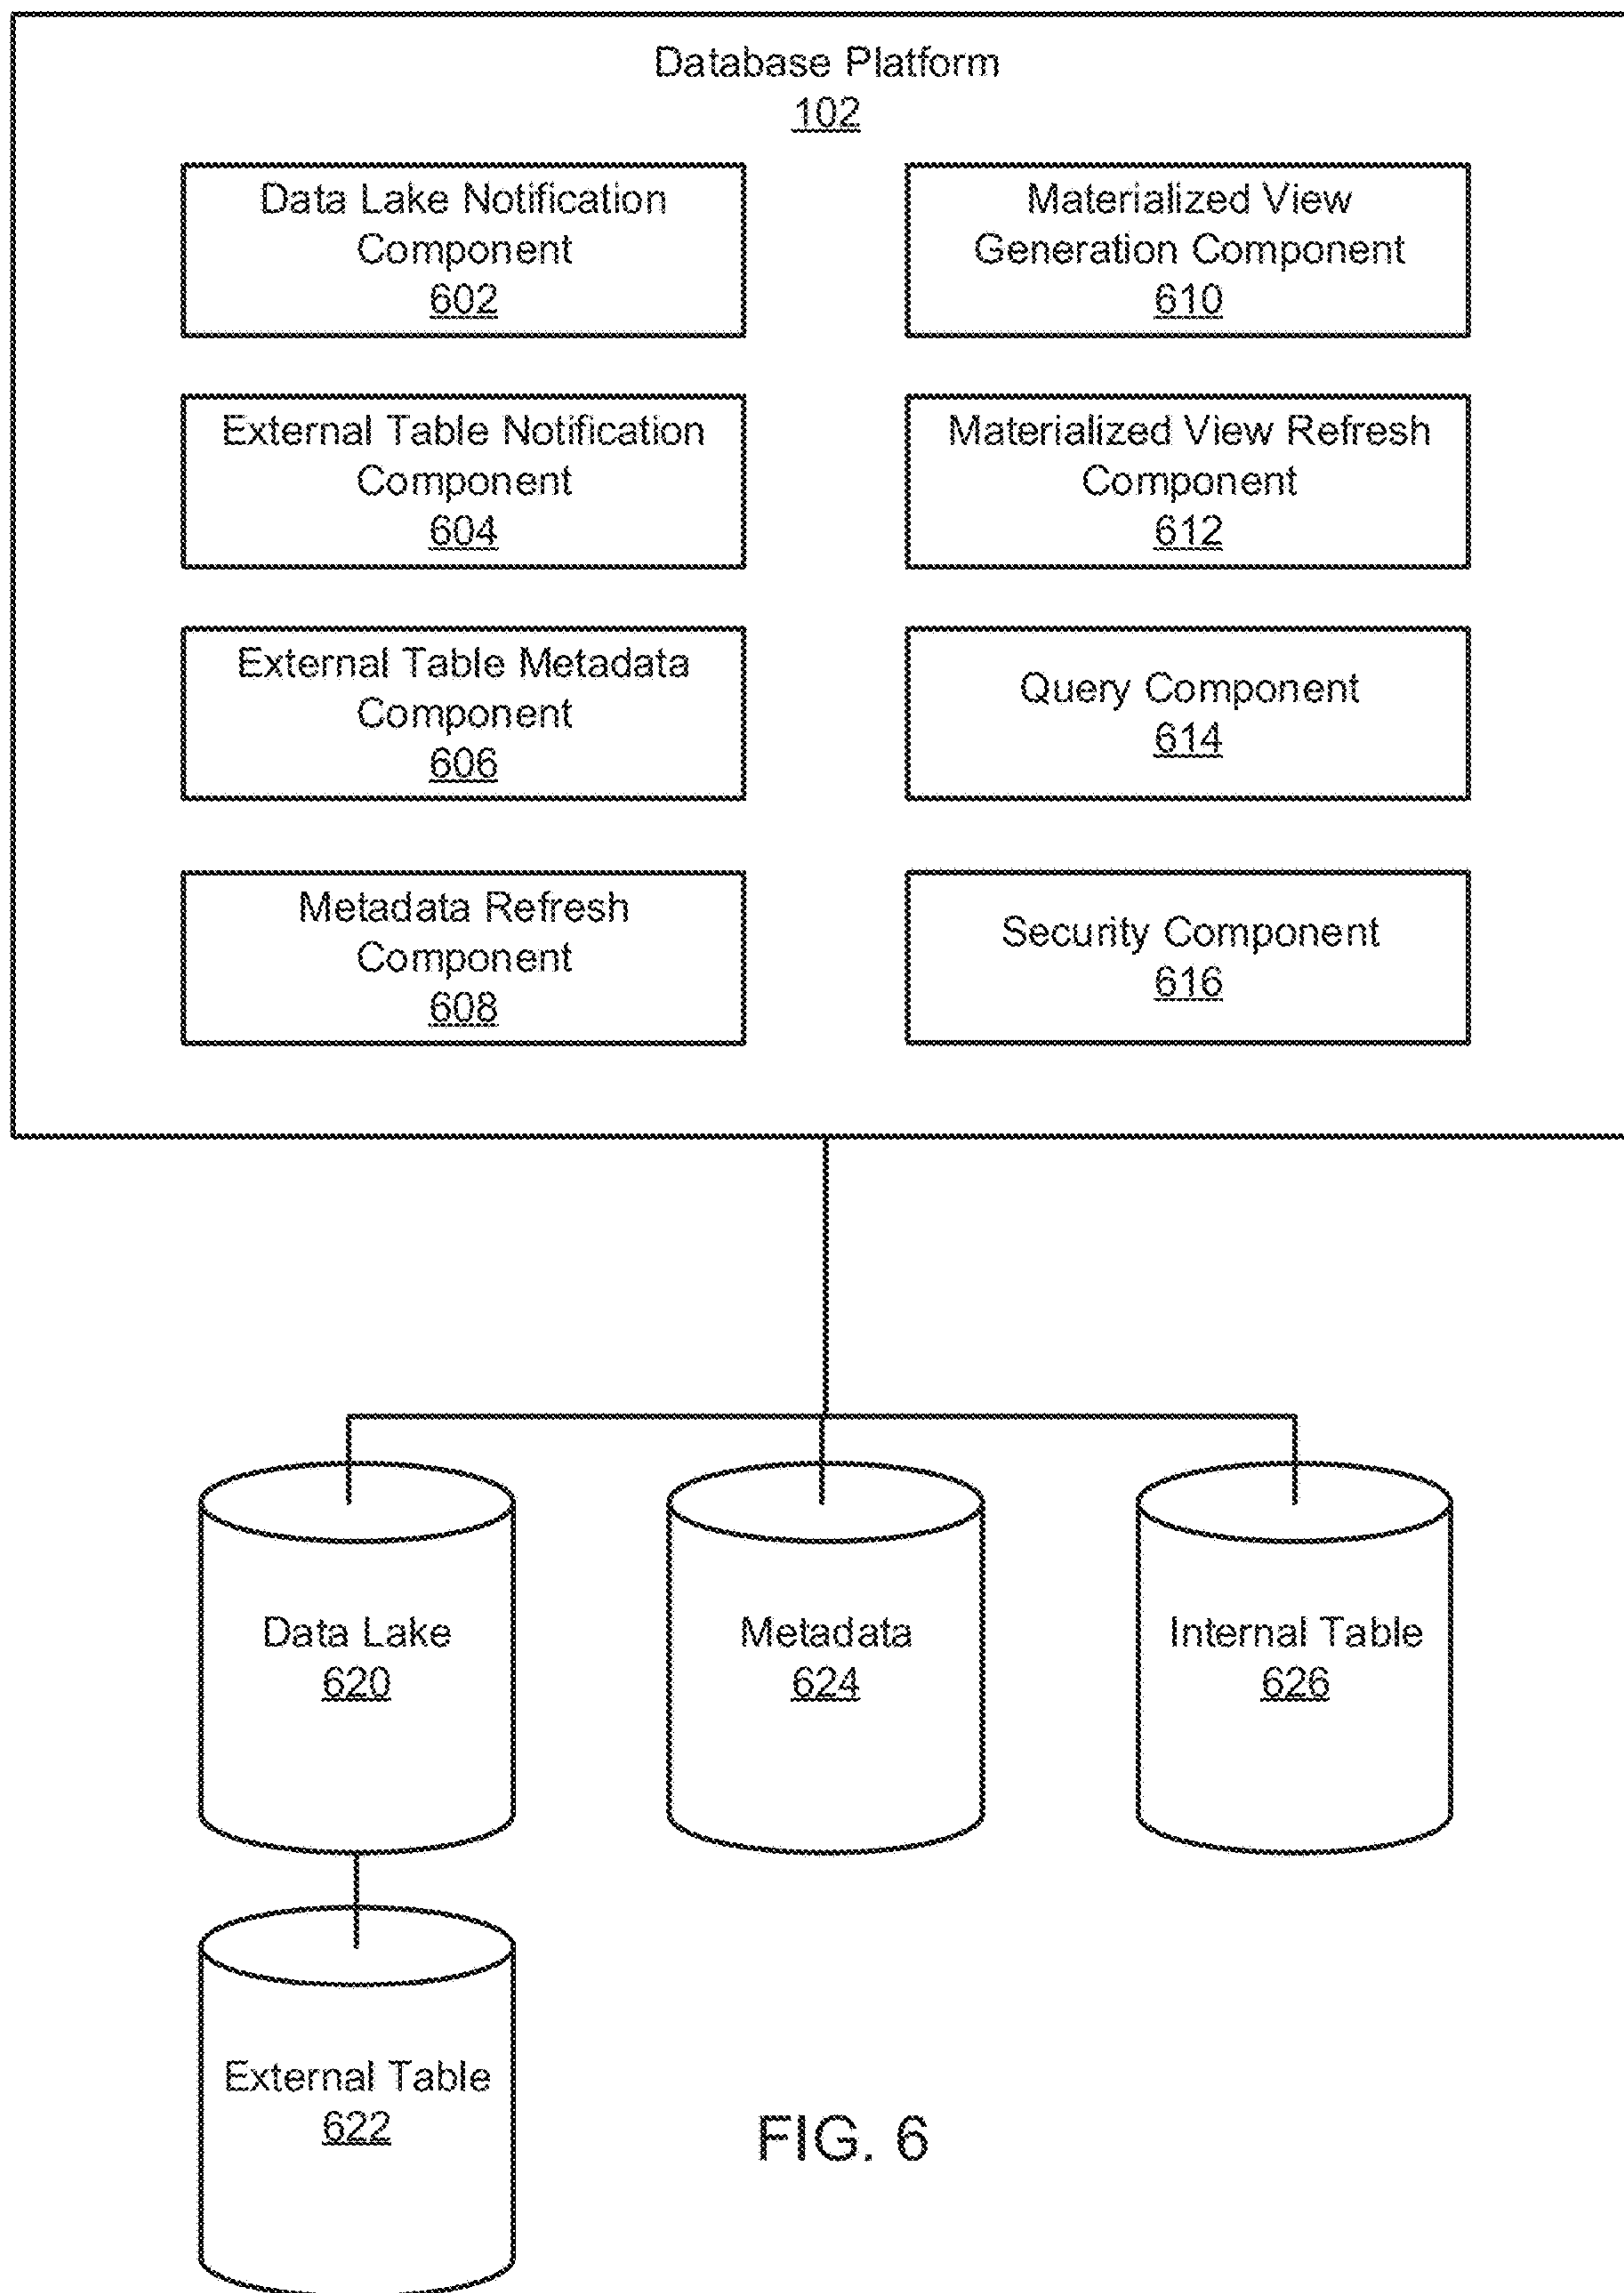 Database Platform
102
Data Lake Notification
Component
602
External Table Notification
Component
604
External Table Metadata
Component
606
Metadata Refresh
Component
608
Materialized View
Generation Component
610
Materialized View Refresh
Component
612
Query Component
614
Security Component
616
Data Lake
620
Metadata
624
Internal Table
626
External Table
622
FIG. 6